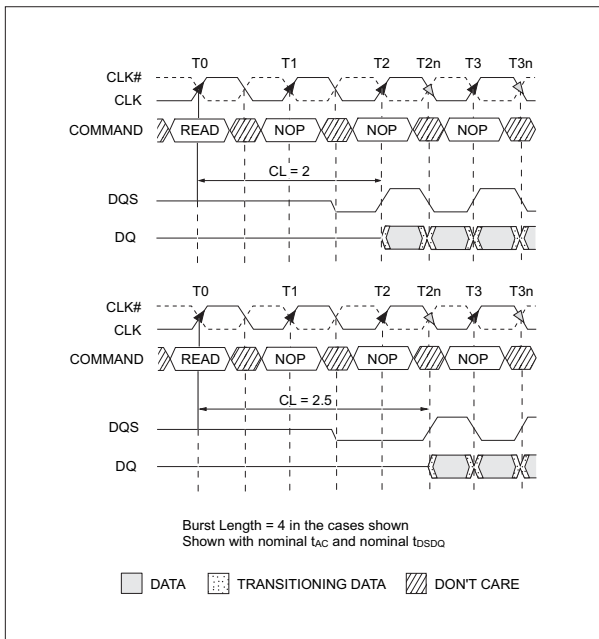 T0 T1 T2 T2n T3 T3n
CLK#
CLK
COMMAND READ NOP NOP NOP
CL = 2
DQS
DQ
T0 T1 T2 T2n T3 T3n
CLK#
CLK
COMMAND READ NOP NOP NOP
CL = 2.5
DQS
DQ
Burst Length = 4 in the cases shown
Shown with nominal tAC and nominal tDSDQ
DATA TRANSITIONING DATA DON'T CARE